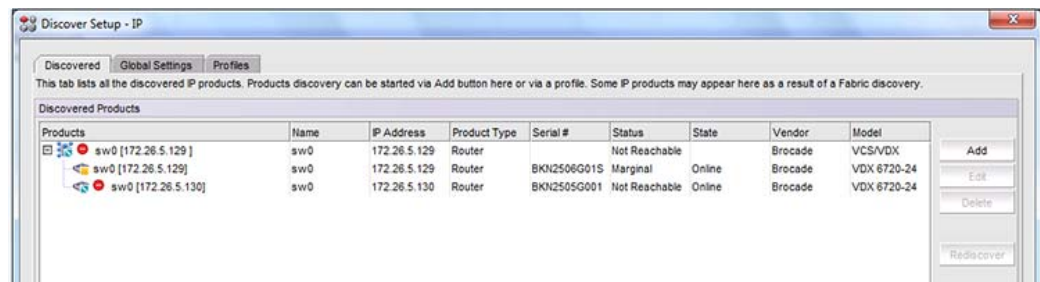 Discover Setup - IP
Discovered Global Settings Profiles
This tab lists all the discovered IP products. Products discovery can be started via Add button here or via a profile. Some IP products may appear here as a result of a Fabric discovery.
Discovered Products
Products Name IP Address Product Type Serial # Status State Vendor Model
sw0 [172.26.5.129 ] sw0 172.26.5.129 Router Not Reachable Brocade VCS/VDX
sw0 [172.26.5.129] sw0 172.26.5.129 Router BKN2506G01S Marginal Online Brocade VDX 6720-24
sw0 [172.26.5.130] sw0 172.26.5.130 Router BKN2505G001 Not Reachable Online Brocade VDX 6720-24
Add
Edit
Delete
Rediscover